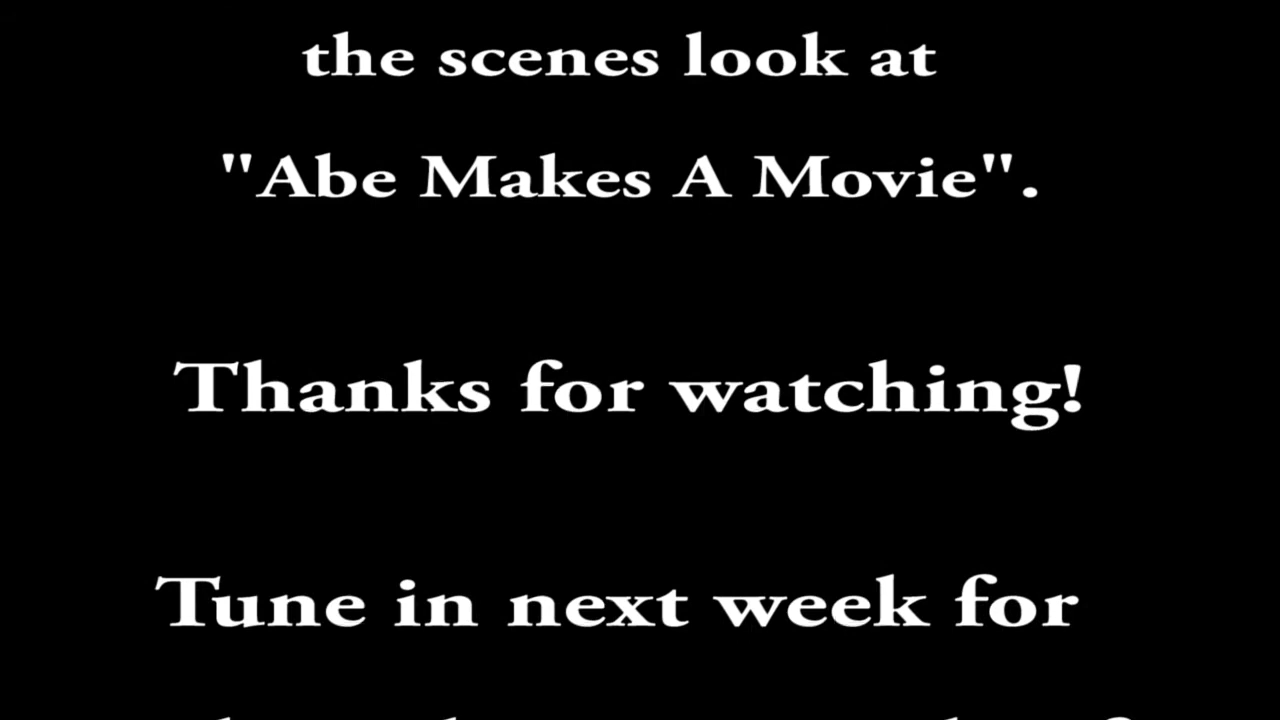 the scenes look at
"Abe Makes A Movie".
Thanks for watching!
Tune in next week for